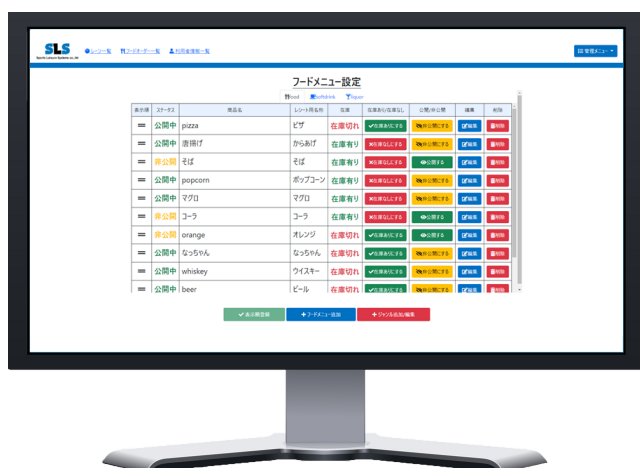 SLS
Sports Leisure Systems co., ltd
シーシー一覧 フードオーダー一覧 利用者情報一覧
管理メニュー
フードメニュー設定
food softdrink liquor
表示順 ステータス 商品名 レシート用名称 在庫 在庫あり/在庫なし 公開/非公開 編集 削除
公開中 pizza ピザ 在庫切れ 在庫ありにする 非公開にする 編集 削除
公開中 唐揚げ からあげ 在庫有り 在庫なしにする 非公開にする 編集 削除
非公開 そば そば 在庫有り 在庫なしにする 公開する 編集 削除
公開中 popcorn ポップコーン 在庫有り 在庫なしにする 非公開にする 編集 削除
公開中 マグロ マグロ 在庫有り 在庫なしにする 非公開にする 編集 削除
非公開 コーラ コーラ 在庫有り 在庫なしにする 公開する 編集 削除
非公開 orange オレンジ 在庫切れ 在庫ありにする 公開する 編集 削除
公開中 なっちゃん なっちゃん 在庫切れ 在庫ありにする 非公開にする 編集 削除
公開中 whiskey ウイスキー 在庫切れ 在庫ありにする 非公開にする 編集 削除
公開中 beer ビール 在庫切れ 在庫ありにする 非公開にする 編集 削除
表示順登録 フードメニュー追加 ジャンル追加/編集